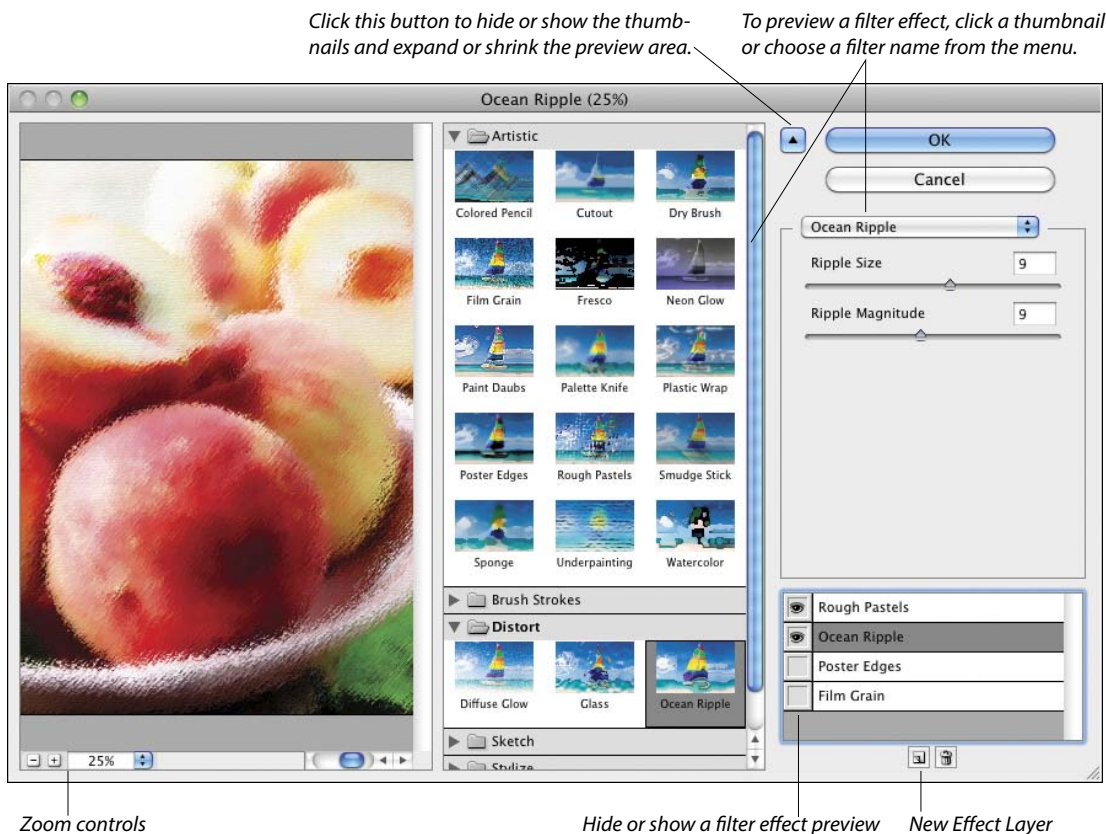 Click this button to hide or show the thumb-
nails and expand or shrink the preview area.
To preview a filter effect, click a thumbnail
or choose a filter name from the menu.
Ocean Ripple (25%)
Artistic
Colored Pencil
Cutout
Dry Brush
Film Grain
Fresco
Neon Glow
Paint Daubs
Palette Knife
Plastic Wrap
Poster Edges
Rough Pastels
Smudge Stick
Sponge
Underpainting
Watercolor
Brush Strokes
Distort
Diffuse Glow
Glass
Ocean Ripple
Sketch
Stylize
25%
OK
Cancel
Ocean Ripple
Ripple Size 9
Ripple Magnitude 9
Rough Pastels
Ocean Ripple
Poster Edges
Film Grain
Zoom controls
Hide or show a filter effect preview
New Effect Layer